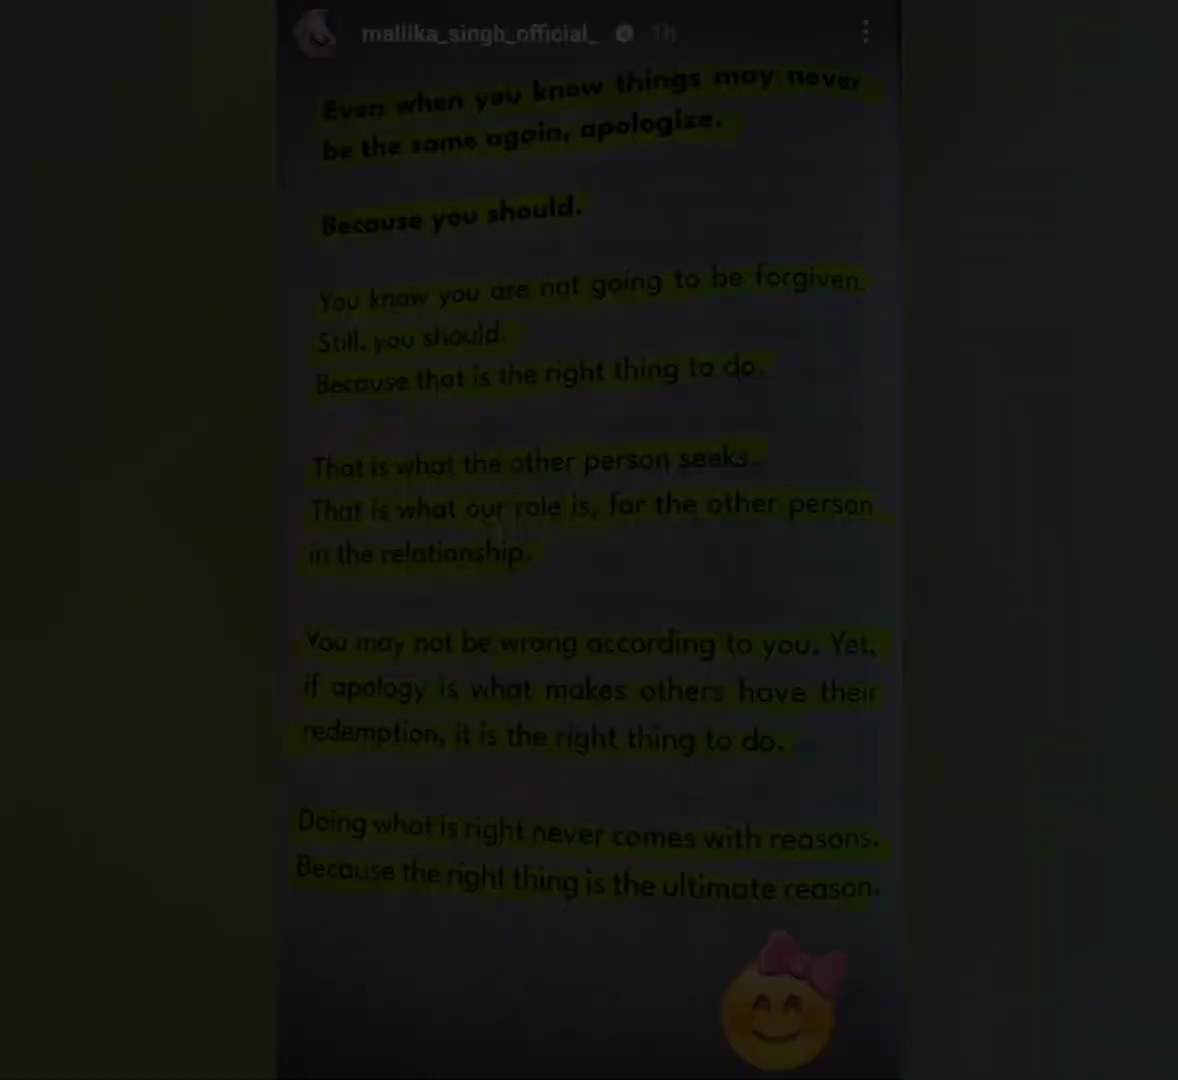 mallika_singh_official_ 1h
Even when you know things may never
be the same again, apologize.
Because you should.
You know you are not going to be forgiven.
Still, you should.
Because that is the right thing to do.
That is what the other person seeks.
That is what our role is, for the other person
in the relationship.
You may not be wrong according to you. Yet,
if apology is what makes others have their
redemption, it is the right thing to do.
Doing what is right never comes with reasons.
Because the right thing is the ultimate reason.